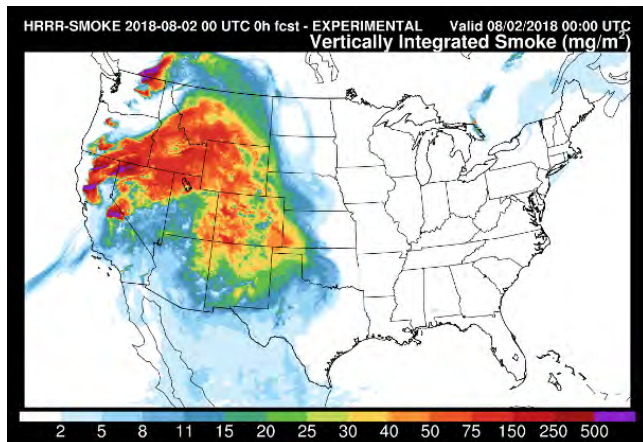 HRRR-SMOKE 2018-08-02 00 UTC 0h fcst - EXPERIMENTAL Valid 08/02/2018 00:00 UTC
Vertically Integrated Smoke (mg/m²)
2 5 8 11 15 20 25 30 40 50 75 150 250 500